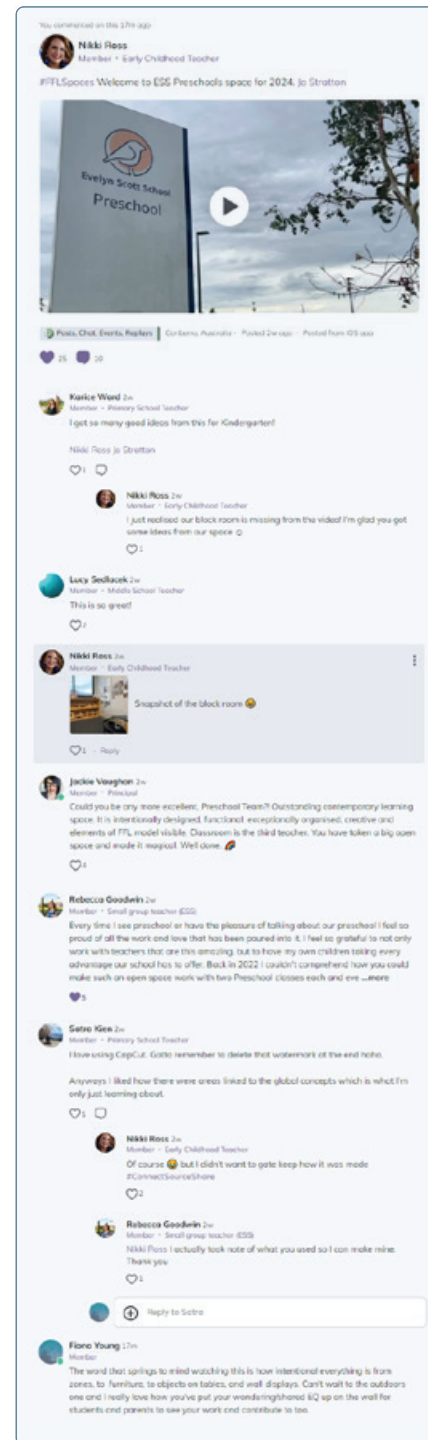 You commented on this 17m ago
Nikki Ross
Member • Early Childhood Teacher
#FFLSpaces Welcome to ESS Preschools space for 2024. Jo Stratton
Evelyn Scott School
Preschool
Posts, Chat, Events, Replies
Canberra, Australia • Posted 2w ago • Posted from iOS app
25 10
Karice Ward 2w
Member • Primary School Teacher
I got so many good ideas from this for Kindergarten!
Nikki Ross Jo Stratton
1
Nikki Ross 2w
Member • Early Childhood Teacher
I just realised our block room is missing from the video! I'm glad you got
some ideas from our space ☺
1
Lucy Sedlacek 2w
Member • Middle School Teacher
This is so great!
2
Nikki Ross 2w
Member • Early Childhood Teacher
Snapshot of the block room 😂
1 • Reply
Jackie Vaughan 2w
Member • Principal
Could you be any more excellent, Preschool Team?! Outstanding contemporary learning
space. It is intentionally designed, functional, exceptionally organised, creative and
elements of FFL model visible. Classroom is the third teacher. You have taken a big open
space and made it magical. Well done. 🌈
4
Rebecca Goodwin 2w
Member • Small group teacher (ESS)
Every time I see preschool or have the pleasure of talking about our preschool I feel so
proud of all the work and love that has been poured into it. I feel so grateful to not only
work with teachers that are this amazing, but to have my own children taking every
advantage our school has to offer. Back in 2022 I couldn't comprehend how you could
make such an open space work with two Preschool classes each and eve ...more
5
Satra Kien 2w
Member • Primary School Teacher
I love using CapCut. Gotta remember to delete that watermark at the end haha.
Anyways I liked how there were areas linked to the global concepts which is what I'm
only just learning about.
1
Nikki Ross 2w
Member • Early Childhood Teacher
Of course 😂 but I didn't want to gate keep how it was made
#ConnectSourceShare
2
Rebecca Goodwin 2w
Member • Small group teacher (ESS)
Nikki Ross I actually took note of what you used so I can make mine.
Thank you
1
Reply to Satra
Fiona Young 17m
Member
The word that springs to mind watching this is how intentional everything is from
zones, to furniture, to objects on tables, and wall displays. Can't wait to the outdoors
one and I really love how you've put your wondering/shared EQ up on the wall for
students and parents to see your work and contribute to too.